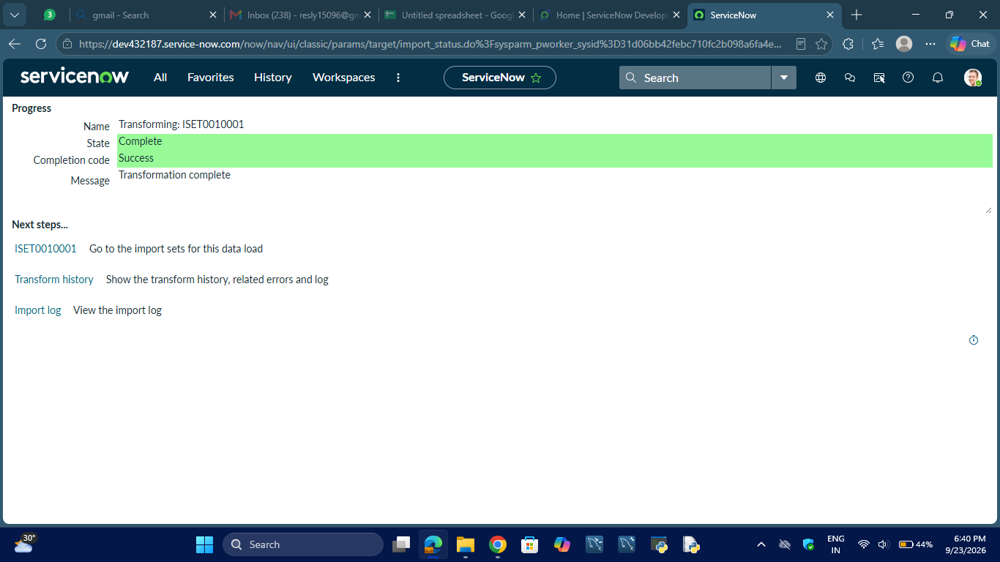 3
gmail - Search
Inbox (238) - resly15096@gm
Untitled spreadsheet - Googl
Home | ServiceNow Develope
ServiceNow
https://dev432187.service-now.com/now/nav/ui/classic/params/target/import_status.do%3Fsysparm_pworker_sysid%3D31d06bb42febc710fc2b098a6fa4e...
Chat
servicenow
All
Favorites
History
Workspaces
ServiceNow
Search
Progress
Name Transforming: ISET0010001
State Complete
Completion code Success
Message Transformation complete
Next steps...
ISET0010001 Go to the import sets for this data load
Transform history Show the transform history, related errors and log
Import log View the import log
30°
Search
ENG
IN
44%
6:40 PM
9/23/2026